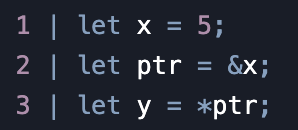 1 | let x = 5;
2 | let ptr = &x;
3 | let y = *ptr;